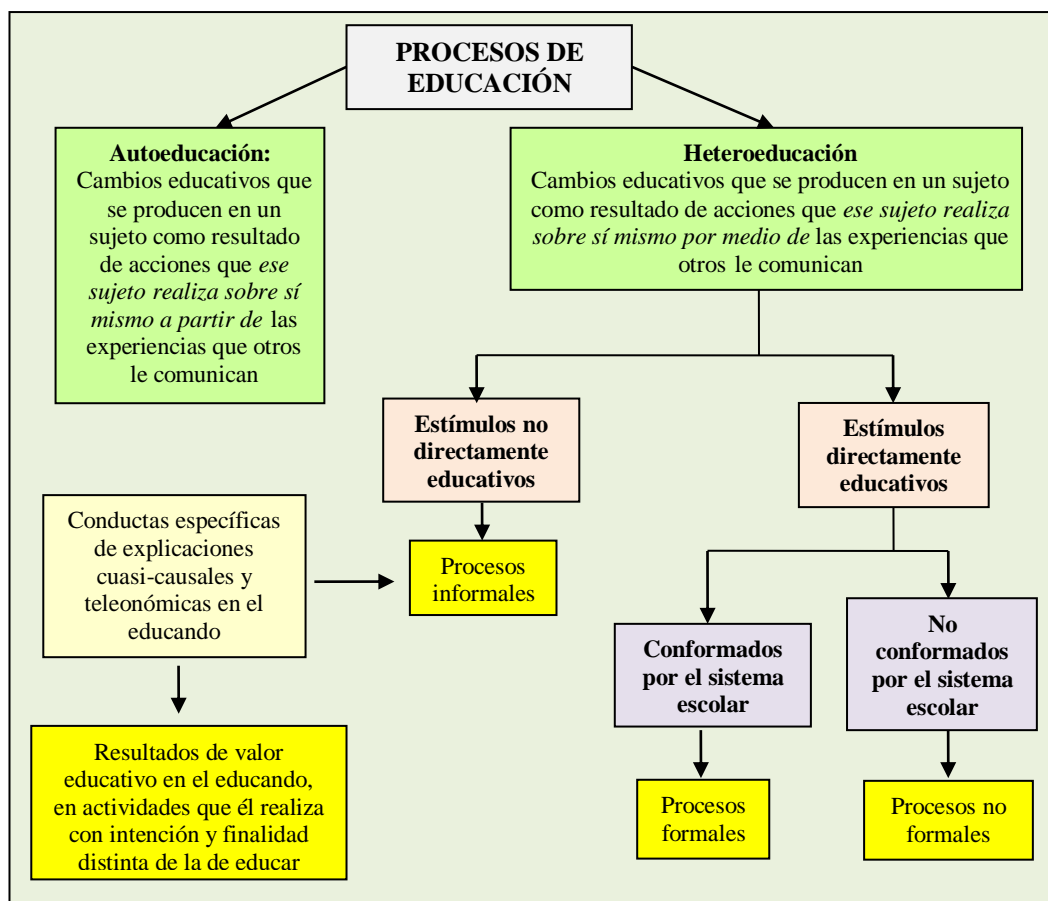 PROCESOS DE
EDUCACIÓN
Autoeducación:
Cambios educativos que
se producen en un
sujeto como resultado
de acciones que ese
sujeto realiza sobre sí
mismo a partir de las
experiencias que otros
le comunican
Heteroeducación
Cambios educativos que se producen en un sujeto
como resultado de acciones que ese sujeto realiza
sobre sí mismo por medio de las experiencias que
otros le comunican
Estímulos no
directamente
educativos
Estímulos
directamente
educativos
Conductas específicas
de explicaciones
cuasi-causales y
teleonómicas en el
educando
Procesos
informales
Conformados
por el sistema
escolar
No
conformados
por el sistema
escolar
Resultados de valor
educativo en el educando,
en actividades que él realiza
con intención y finalidad
distinta de la de educar
Procesos
formales
Procesos no
formales